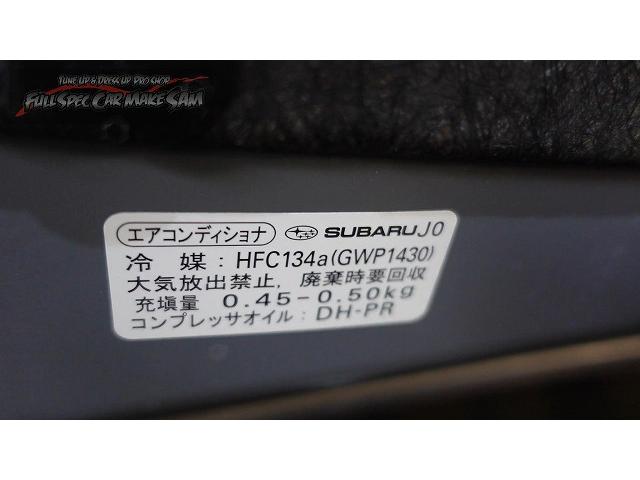 Tune up & Dress up Pro shop
Full Spec Car Make Sam
エアコンディショナ SUBARU J0
冷媒：HFC134a(GWP1430)
大気放出禁止，廃棄時要回収
充塡量 0.45-0.50kg
コンプレッサオイル：DH-PR